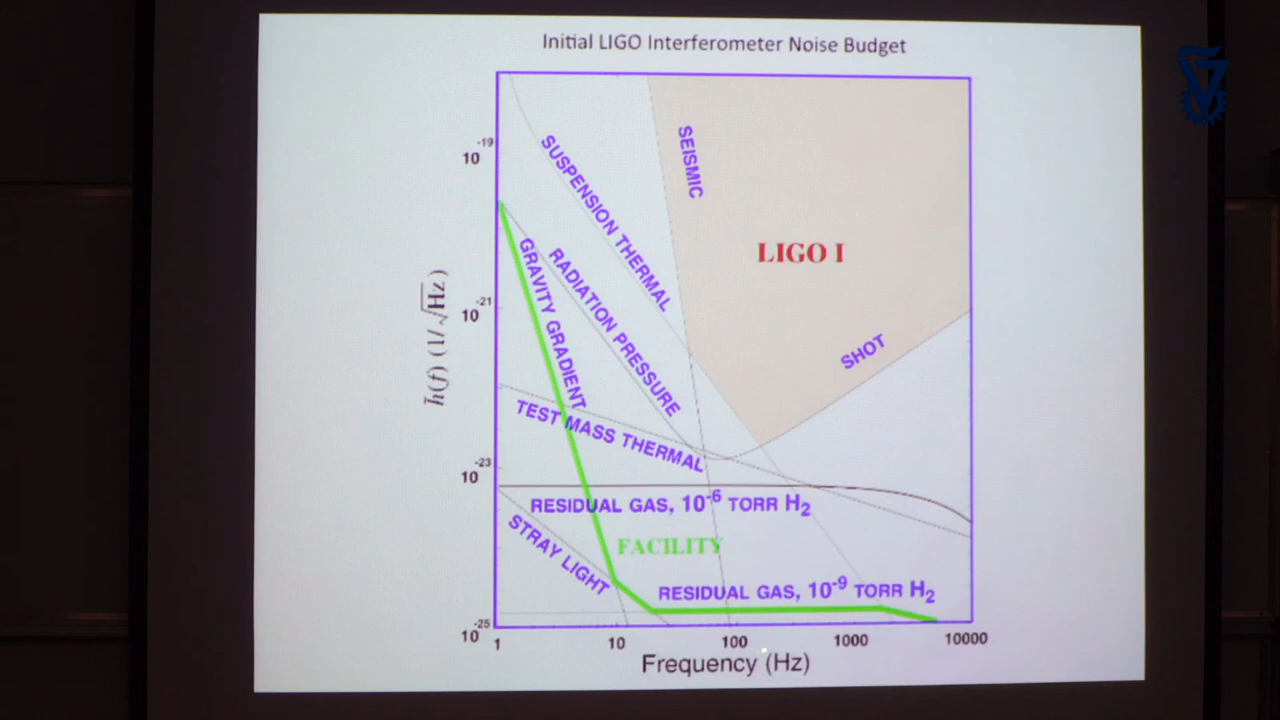 Initial LIGO Interferometer Noise Budget
10^-19
10^-21
10^-23
10^-25
h̃(f) (1/√Hz)
SEISMIC
SUSPENSION THERMAL
LIGO I
GRAVITY GRADIENT
RADIATION PRESSURE
SHOT
TEST MASS THERMAL
RESIDUAL GAS, 10^-6 TORR H2
STRAY LIGHT
FACILITY
RESIDUAL GAS, 10^-9 TORR H2
1 10 100 1000 10000
Frequency (Hz)